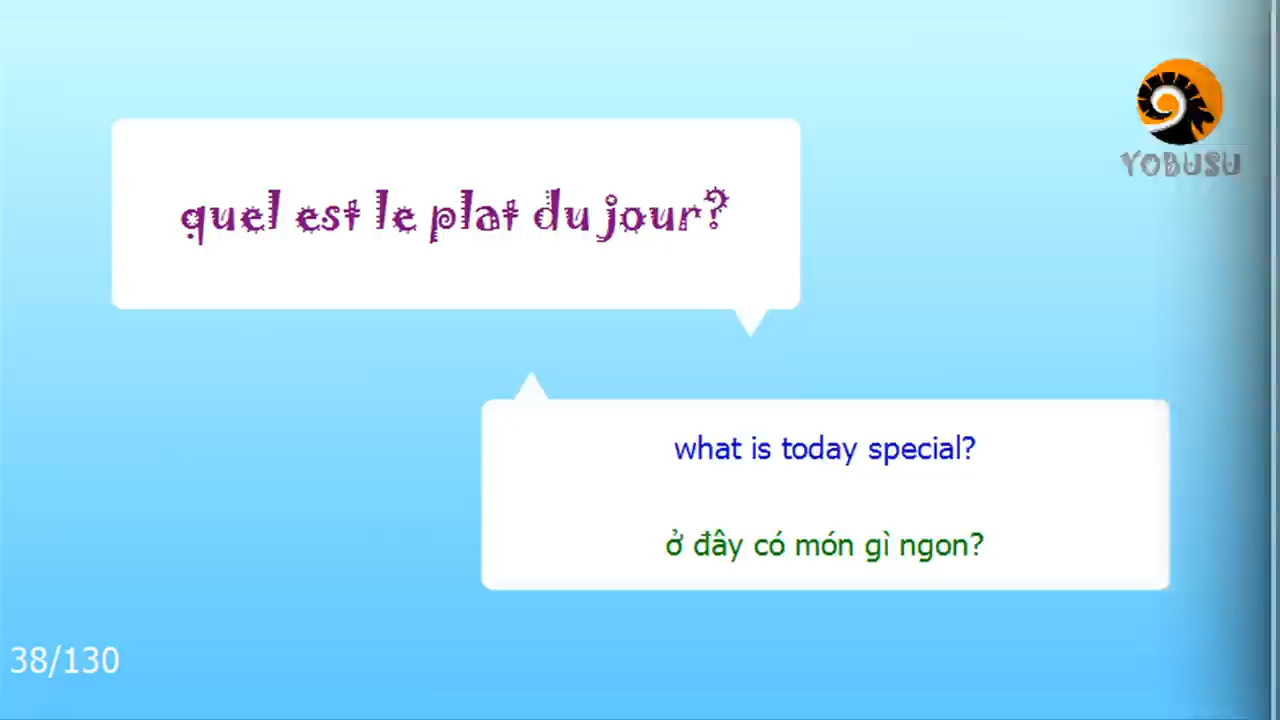 YOBUSU
quel est le plat du jour?
what is today special?
ở đây có món gì ngon?
38/130